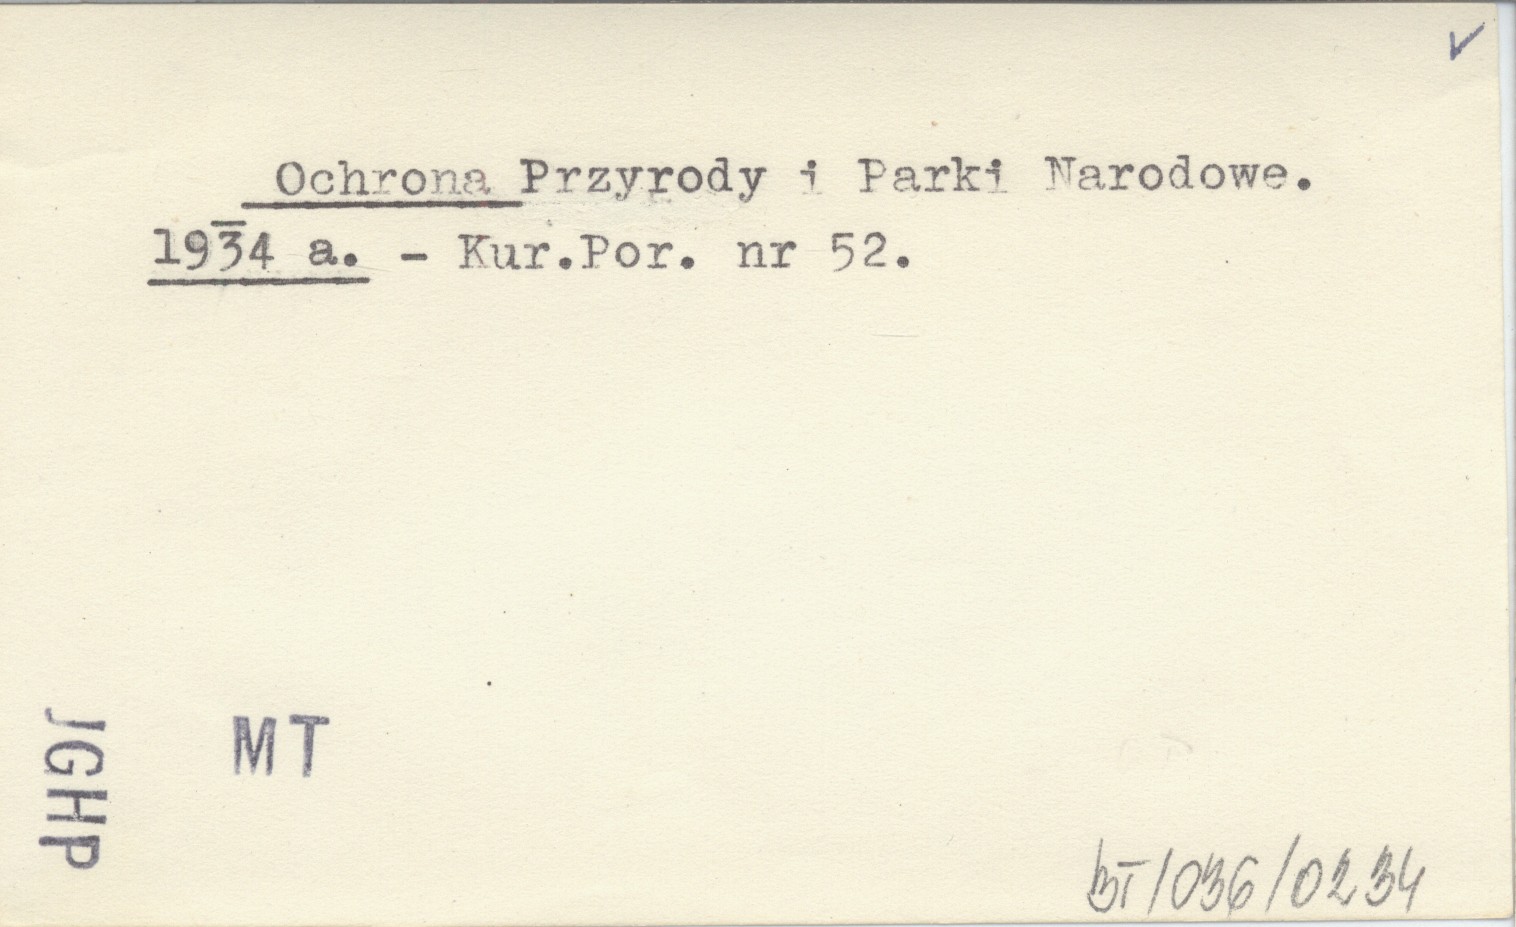 Ochrona Przyrody i Parki Narodowe.
1934 a. - Kur.Por. nr 52.
MT
JGHP
BT/036/0234